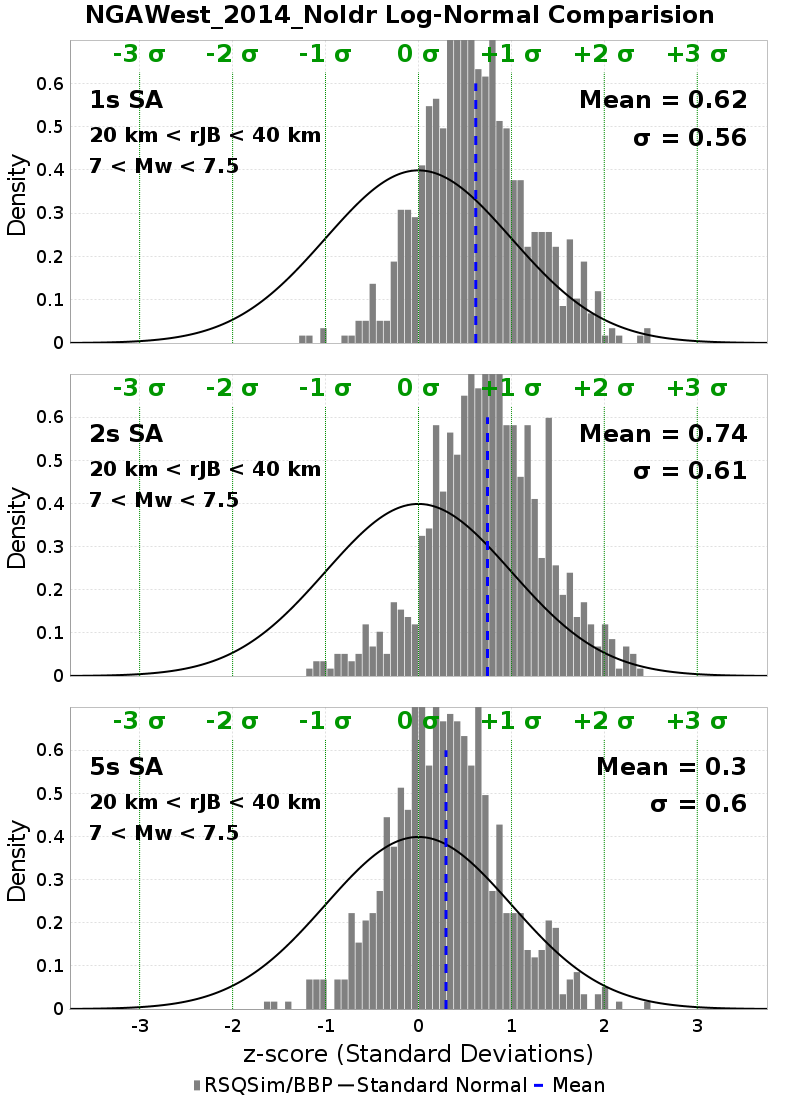 NGAWest_2014_NoIdr Log-Normal Comparision
-3 σ -2 σ -1 σ 0 σ +1 σ +2 σ +3 σ
1s SA
Mean = 0.62
20 km < rJB < 40 km
σ = 0.56
7 < Mw < 7.5
Density
0.6
0.5
0.4
0.3
0.2
0.1
0
-3 σ -2 σ -1 σ 0 σ +1 σ +2 σ +3 σ
2s SA
Mean = 0.74
20 km < rJB < 40 km
σ = 0.61
7 < Mw < 7.5
Density
0.6
0.5
0.4
0.3
0.2
0.1
0
-3 σ -2 σ -1 σ 0 σ +1 σ +2 σ +3 σ
5s SA
Mean = 0.3
20 km < rJB < 40 km
σ = 0.6
7 < Mw < 7.5
Density
0.6
0.5
0.4
0.3
0.2
0.1
0
-3 -2 -1 0 1 2 3
z-score (Standard Deviations)
RSQSim/BBP Standard Normal Mean